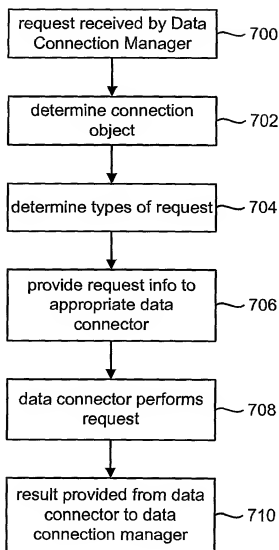 request received by Data
Connection Manager
700
determine connection
object
702
determine types of request
704
provide request info to
appropriate data
connector
706
data connector performs
request
708
result provided from data
connector to data
connection manager
710